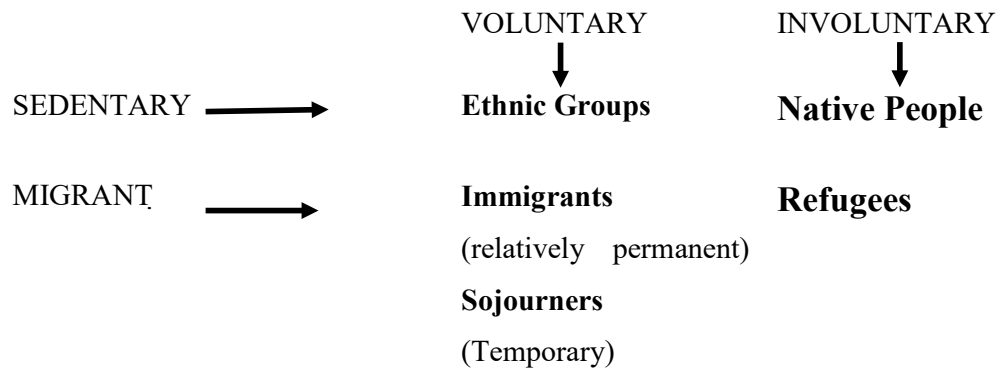 VOLUNTARY INVOLUNTARY
SEDENTARY Ethnic Groups Native People
MIGRANT Immigrants Refugees
(relatively permanent)
Sojourners
(Temporary)